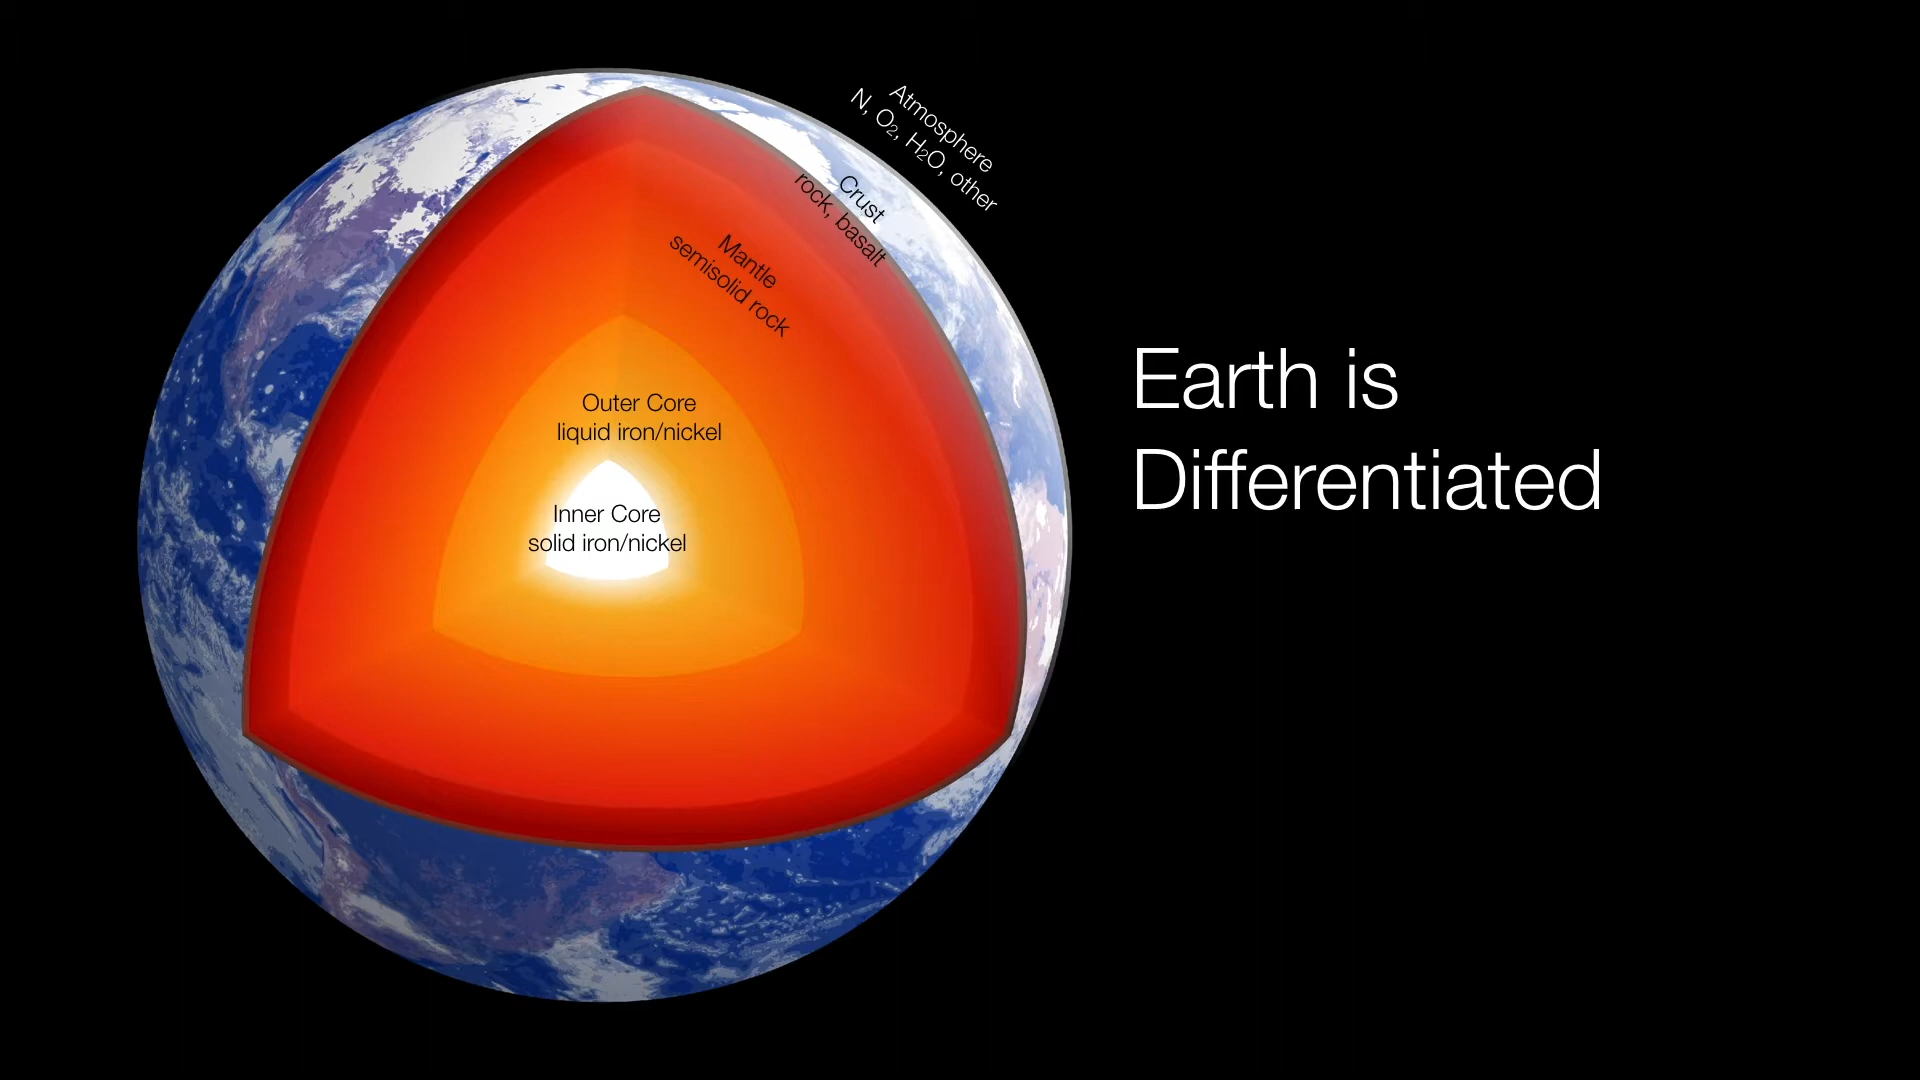 Atmosphere
N, O₂, H₂O, other
Crust
rock, basalt
Mantle
semisolid rock
Outer Core
liquid iron/nickel
Inner Core
solid iron/nickel
Earth is
Differentiated